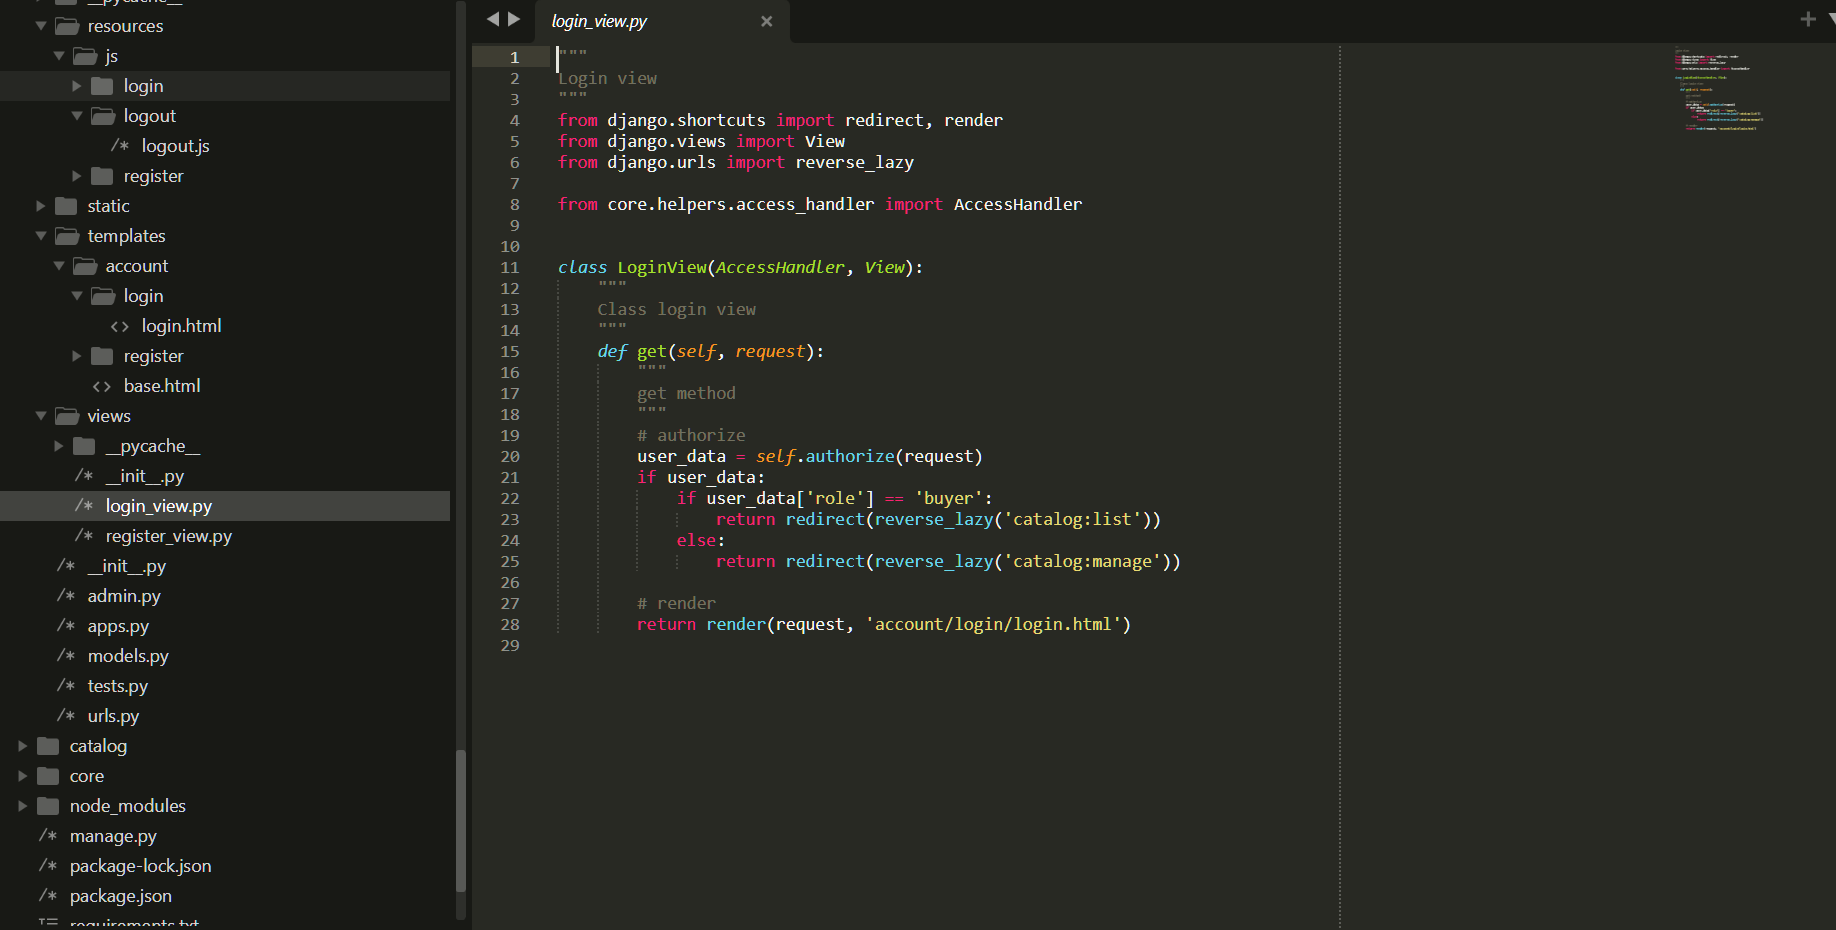 __pycache__
resources
js
login
logout
/* logout.js
register
static
templates
account
login
<> login.html
register
<> base.html
views
__pycache__
/* __init__.py
/* login_view.py
/* register_view.py
/* __init__.py
/* admin.py
/* apps.py
/* models.py
/* tests.py
/* urls.py
catalog
core
node_modules
/* manage.py
/* package-lock.json
/* package.json
requirements.txt
login_view.py ×
+
1 """
2 Login view
3 """
4 from django.shortcuts import redirect, render
5 from django.views import View
6 from django.urls import reverse_lazy
7
8 from core.helpers.access_handler import AccessHandler
9
10
11 class LoginView(AccessHandler, View):
12     """
13     Class login view
14     """
15     def get(self, request):
16         """
17         get method
18         """
19         # authorize
20         user_data = self.authorize(request)
21         if user_data:
22             if user_data['role'] == 'buyer':
23                 return redirect(reverse_lazy('catalog:list'))
24             else:
25                 return redirect(reverse_lazy('catalog:manage'))
26
27         # render
28         return render(request, 'account/login/login.html')
29